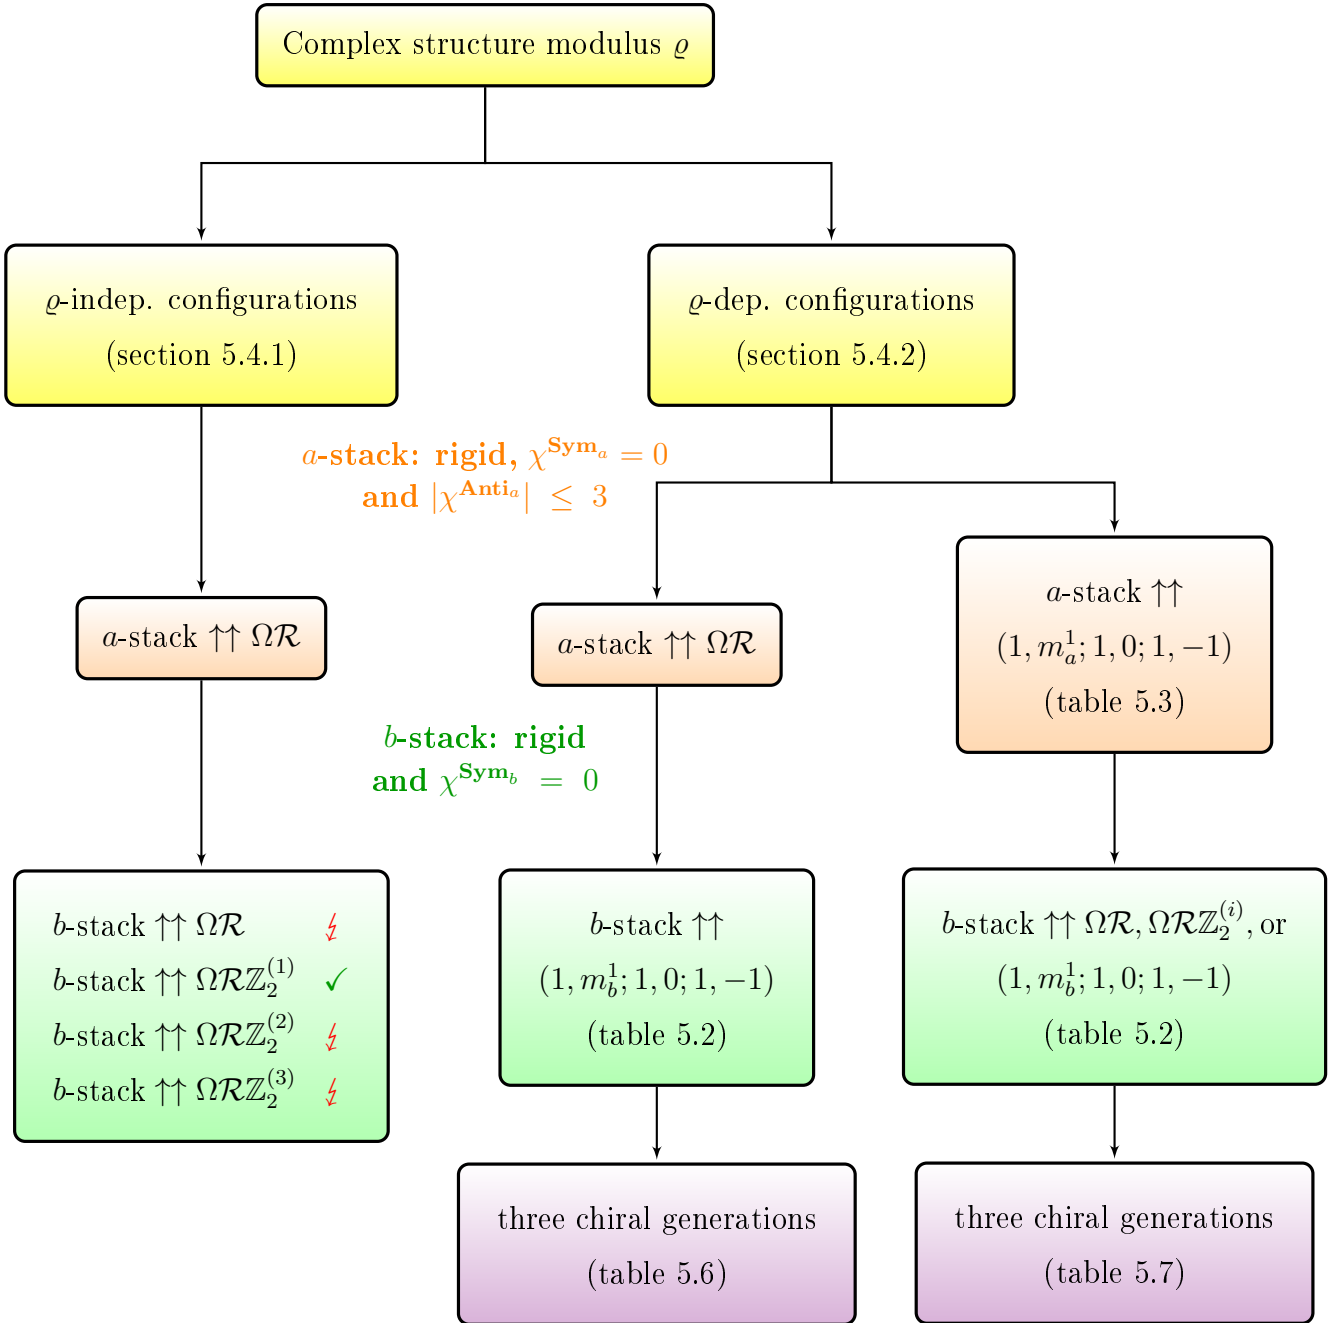 Complex structure modulus ϱ
ϱ-indep. configurations
(section 5.4.1)
ϱ-dep. configurations
(section 5.4.2)
a-stack: rigid, χ^{Sym_a} = 0
and |χ^{Anti_a}| ≤ 3
a-stack ↑↑ Ωℛ
a-stack ↑↑ Ωℛ
a-stack ↑↑
(1, m_a^1; 1, 0; 1, −1)
(table 5.3)
b-stack: rigid
and χ^{Sym_b} = 0
b-stack ↑↑ Ωℛ ↯
b-stack ↑↑ Ωℛℤ_2^{(1)} ✓
b-stack ↑↑ Ωℛℤ_2^{(2)} ↯
b-stack ↑↑ Ωℛℤ_2^{(3)} ↯
b-stack ↑↑
(1, m_b^1; 1, 0; 1, −1)
(table 5.2)
b-stack ↑↑ Ωℛ, Ωℛℤ_2^{(i)}, or
(1, m_b^1; 1, 0; 1, −1)
(table 5.2)
three chiral generations
(table 5.6)
three chiral generations
(table 5.7)